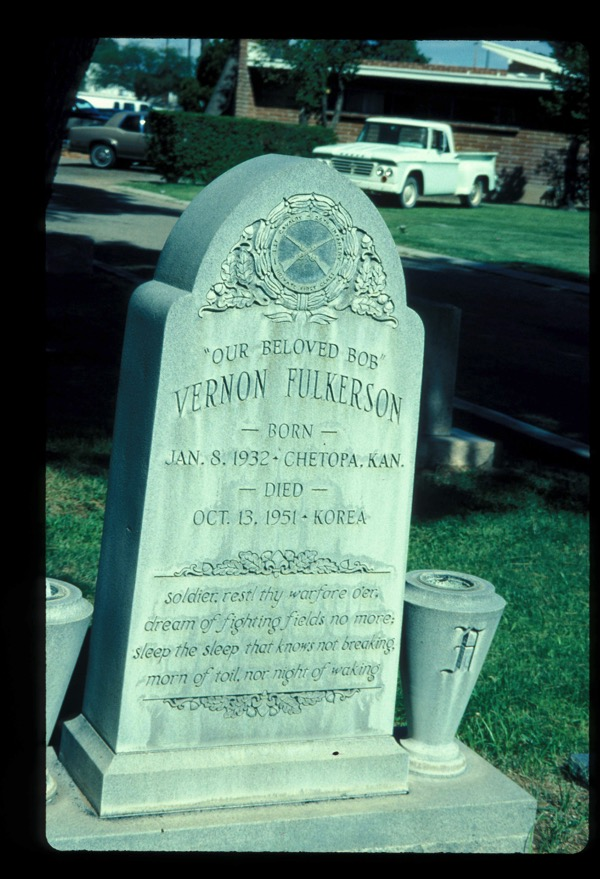 "OUR BELOVED BOB"
VERNON FULKERSON
— BORN —
JAN. 8, 1932 · CHETOPA, KAN.
— DIED —
OCT. 13, 1951 · KOREA
soldier, rest! thy warfare o'er,
dream of fighting fields no more;
sleep the sleep that knows not breaking,
morn of toil, nor night of waking